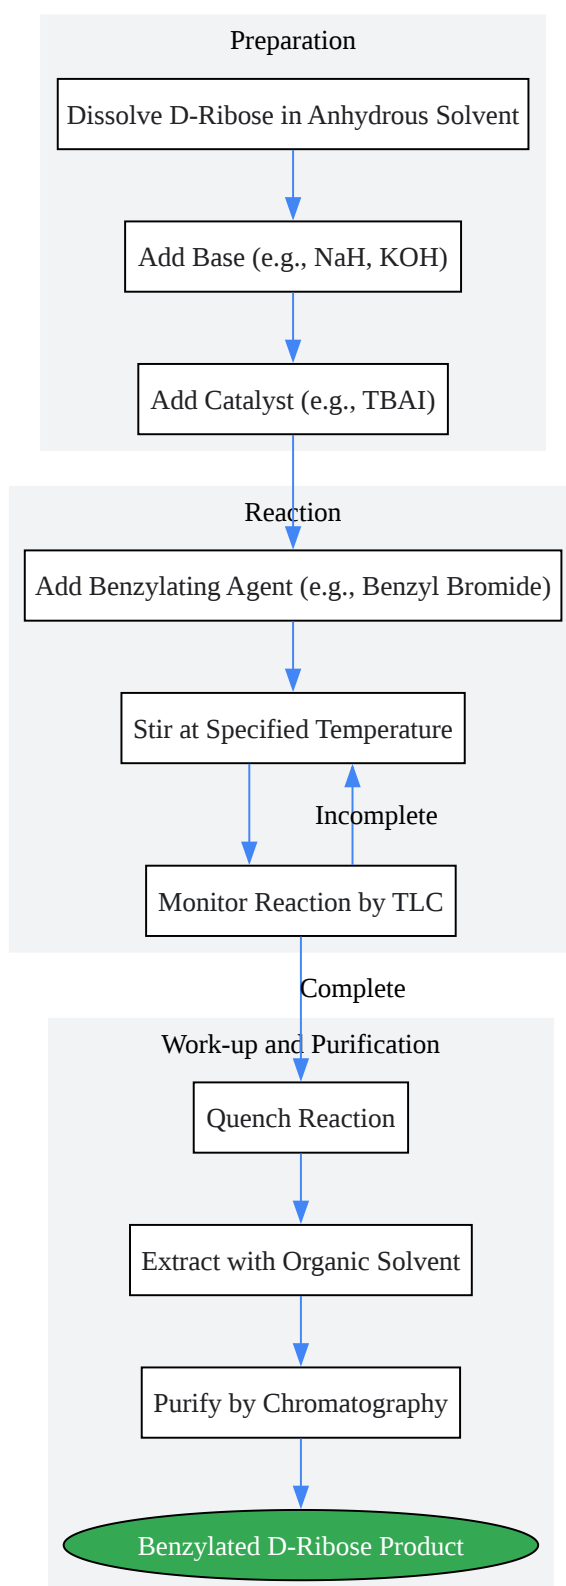 Preparation
Dissolve D-Ribose in Anhydrous Solvent
Add Base (e.g., NaH, KOH)
Add Catalyst (e.g., TBAI)
Reaction
Add Benzylating Agent (e.g., Benzyl Bromide)
Stir at Specified Temperature
Incomplete
Monitor Reaction by TLC
Complete
Work-up and Purification
Quench Reaction
Extract with Organic Solvent
Purify by Chromatography
Benzylated D-Ribose Product